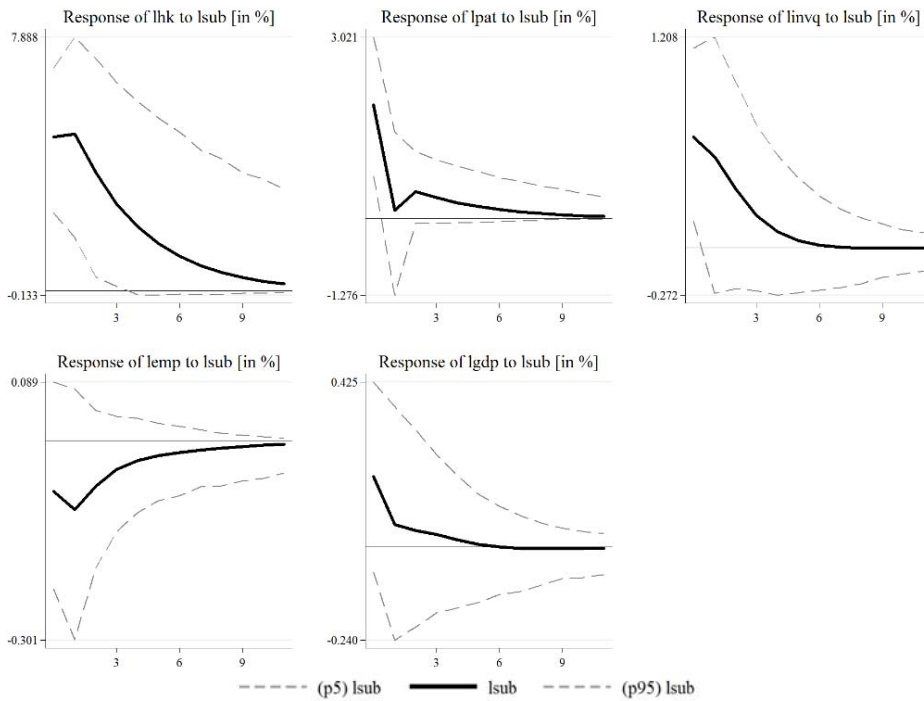 Response of lhk to lsub [in %]
7.888
-0.133
3 6 9
Response of lpat to lsub [in %]
3.021
-1.276
3 6 9
Response of linvq to lsub [in %]
1.208
-0.272
3 6 9
Response of lemp to lsub [in %]
0.089
-0.301
3 6 9
Response of lgdp to lsub [in %]
0.425
-0.240
3 6 9
(p5) lsub lsub (p95) lsub